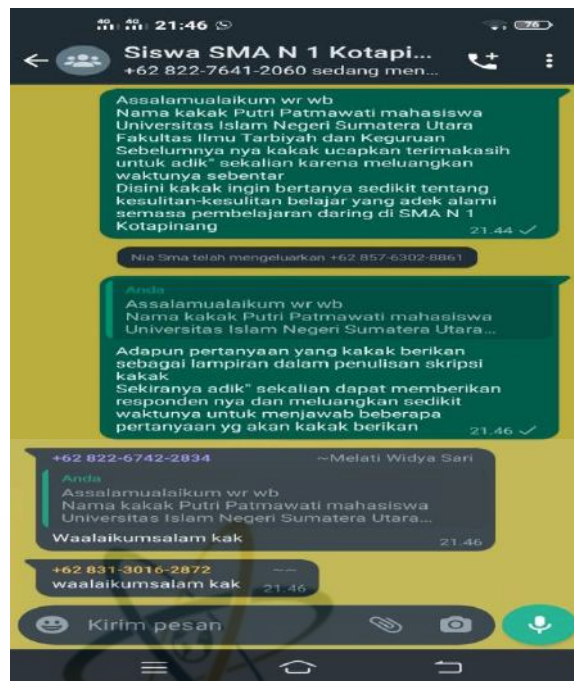 4G 4G 21:46 76
Siswa SMA N 1 Kotapi...
+62 822-7641-2060 sedang men...
Assalamualaikum wr wb
Nama kakak Putri Patmawati mahasiswa
Universitas Islam Negeri Sumatera Utara
Fakultas Ilmu Tarbiyah dan Keguruan
Sebelumnya nya kakak ucapkan terimakasih
untuk adik" sekalian karena meluangkan
waktunya sebentar
Disini kakak ingin bertanya sedikit tentang
kesulitan-kesulitan belajar yang adek alami
semasa pembelajaran daring di SMA N 1
Kotapinang
21.44
Nia Sma telah mengeluarkan +62 857-6302-8861
Anda
Assalamualaikum wr wb
Nama kakak Putri Patmawati mahasiswa
Universitas Islam Negeri Sumatera Utara...
Adapun pertanyaan yang kakak berikan
sebagai lampiran dalam penulisan skripsi
kakak
Sekiranya adik" sekalian dapat memberikan
responden nya dan meluangkan sedikit
waktunya untuk menjawab beberapa
pertanyaan yg akan kakak berikan
21.46
+62 822-6742-2834 ~Melati Widya Sari
Anda
Assalamualaikum wr wb
Nama kakak Putri Patmawati mahasiswa
Universitas Islam Negeri Sumatera Utara...
Waalaikumsalam kak
21.46
+62 831-3016-2872 ~~
waalaikumsalam kak
21.46
Kirim pesan